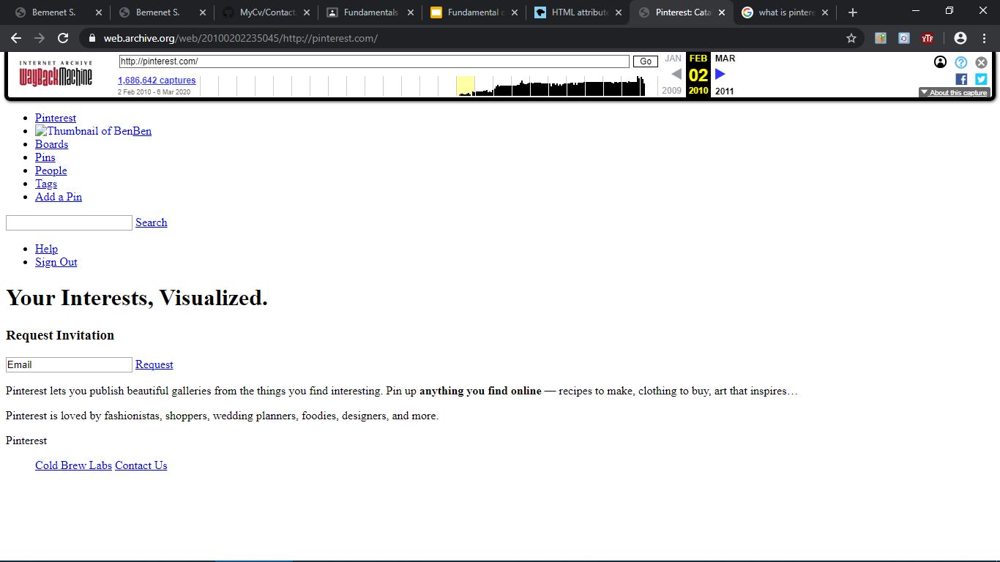 Bemenet S.
Bemenet S.
MyCv/Contact.
Fundamentals
Fundamental c
HTML attribute
Pinterest: Cata
what is pintere
web.archive.org/web/20100202235045/http://pinterest.com/
INTERNET ARCHIVE
WayBackMachine
http://pinterest.com/
Go
JAN FEB MAR
1,686,642 captures
02
2 Feb 2010 - 6 Mar 2020
2009 2010 2011
About this capture
Pinterest
Thumbnail of BenBen
Boards
Pins
People
Tags
Add a Pin
Search
Help
Sign Out
Your Interests, Visualized.
Request Invitation
Email Request
Pinterest lets you publish beautiful galleries from the things you find interesting. Pin up anything you find online — recipes to make, clothing to buy, art that inspires…
Pinterest is loved by fashionistas, shoppers, wedding planners, foodies, designers, and more.
Pinterest
Cold Brew Labs Contact Us